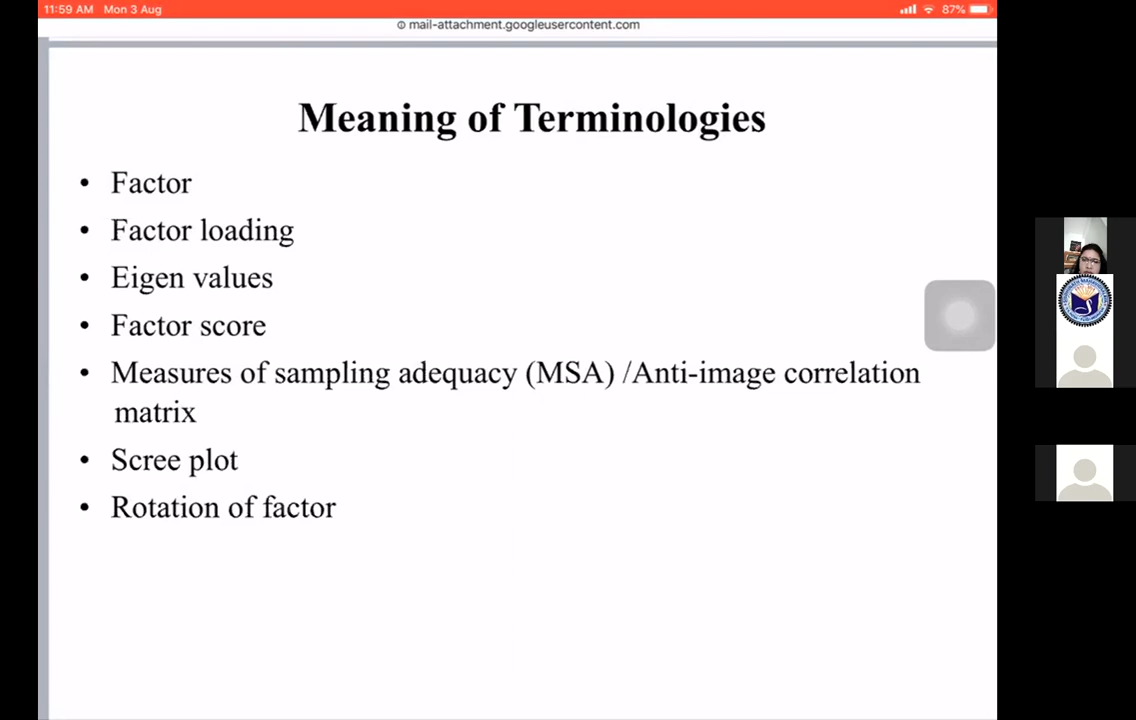 11:59 AM Mon 3 Aug
87%
mail-attachment.googleusercontent.com
Meaning of Terminologies
• Factor
• Factor loading
• Eigen values
• Factor score
• Measures of sampling adequacy (MSA) /Anti-image correlation
matrix
• Scree plot
• Rotation of factor